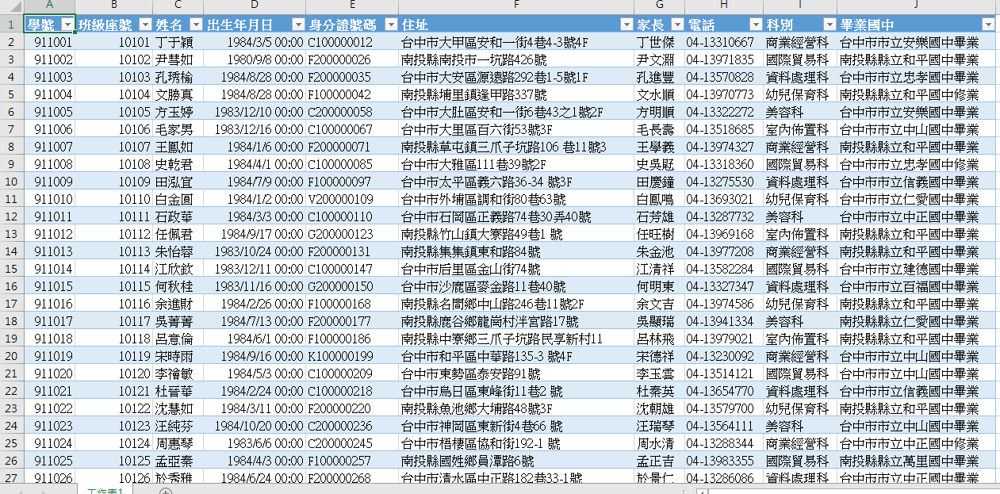 A B C D E F G H I J
1 學號 班級座號 姓名 出生年月日 身分證號碼 住址 家長 電話 科別 畢業國中
2 911001 10101 丁于穎 1984/3/5 00:00 C100000012 台中市大甲區安和一街4巷4-3號4F 丁世傑 04-13310667 商業經營科 台中市市立安樂國中畢業
3 911002 10102 尹彗如 1980/9/8 00:00 F200000026 南投縣南投市一坑路426號 尹文淵 04-13971835 國際貿易科 南投縣縣立和平國中畢業
4 911003 10103 孔琇榆 1984/8/28 00:00 F200000035 台中市大安區源遠路292巷1-5號1F 孔進豐 04-13570828 資料處理科 台中市市立忠孝國中畢業
5 911004 10104 文勝真 1984/8/28 00:00 F100000042 南投縣埔里鎮逢甲路337號 文水順 04-13970773 幼兒保育科 南投縣縣立和平國中修業
6 911005 10105 方玉婷 1983/12/10 00:00 C200000058 台中市大肚區安和一街6巷43之1號2F 方明順 04-13322272 美容科 台中市市立安樂國中畢業
7 911006 10106 毛家男 1983/12/16 00:00 C100000067 台中市大里區百六街53號3F 毛長壽 04-13518685 室內佈置科 台中市市立中山國中畢業
8 911007 10107 王鳳如 1984/1/6 00:00 F200000071 南投縣草屯鎮三爪子坑路106 巷11號3 王學義 04-13974327 商業經營科 南投縣縣立和平國中畢業
9 911008 10108 史乾君 1984/4/1 00:00 C100000085 台中市大雅區111巷39號2F 史吳 04-13318360 國際貿易科 台中市市立忠孝國中修業
10 911009 10109 田泓宜 1984/7/9 00:00 F100000097 台中市太平區義六路36-34 號3F 田慶鐘 04-13275530 資料處理科 台中市市立信義國中畢業
11 911010 10110 白金圓 1984/1/2 00:00 V200000109 台中市外埔區調和街80巷63號 白鳳鳴 04-13693021 幼兒保育科 台中市市立仁愛國中畢業
12 911011 10111 石政華 1984/3/3 00:00 C100000110 台中市石岡區正義路74巷30弄40號 石芳雄 04-13287732 美容科 台中市市立中正國中畢業
13 911012 10112 任佩君 1984/9/17 00:00 G200000123 南投縣竹山鎮大寮路49巷1 號 任旺樹 04-13969168 室內佈置科 南投縣縣立和平國中畢業
14 911013 10113 朱怡蓉 1983/10/24 00:00 F200000131 南投縣集集鎮東和路84號 朱金池 04-13977208 商業經營科 南投縣縣立和平國中畢業
15 911014 10114 江欣欽 1983/12/11 00:00 C100000147 台中市后里區金山街74號 江清祥 04-13582284 國際貿易科 台中市市立建德國中畢業
16 911015 10115 何秋桂 1983/11/16 00:00 G200000150 台中市沙鹿區麥金路11巷40號 何明東 04-13327347 資料處理科 台中市市立百福國中畢業
17 911016 10116 余進財 1984/2/26 00:00 F100000168 南投縣名間鄉中山路246巷11號2F 余文吉 04-13974586 幼兒保育科 南投縣縣立和平國中畢業
18 911017 10117 吳菁菁 1984/7/13 00:00 F200000177 南投縣鹿谷鄉龍崗村泮宮路17號 吳顯瑞 04-13941334 美容科 南投縣縣立仁愛國中畢業
19 911018 10118 呂意倫 1984/6/1 00:00 F100000186 南投縣中寮鄉三爪子坑路民享新村11 呂林飛 04-13979021 室內佈置科 南投縣縣立和平國中畢業
20 911019 10119 宋時雨 1984/9/16 00:00 K100000199 台中市和平區中華路135-3 號4F 宋德祥 04-13230092 商業經營科 台中市市立中山國中畢業
21 911020 10120 李禬敏 1984/5/3 00:00 C100000209 台中市東勢區泰安路91號 李玉雲 04-13514121 國際貿易科 台中市市立中山國中畢業
22 911021 10121 杜晉華 1984/2/24 00:00 C100000218 台中市烏日區東峰街11巷2 號 杜秦英 04-13654770 資料處理科 台中市市立信義國中畢業
23 911022 10122 沈慧如 1984/3/11 00:00 F200000220 南投縣魚池鄉大埔路48號3F 沈朝雄 04-13579700 幼兒保育科 南投縣縣立和平國中畢業
24 911023 10123 汪純芬 1984/10/20 00:00 C200000236 台中市神岡區東新街4巷66 號 汪瑞琴 04-13564111 美容科 台中市市立中山國中畢業
25 911024 10124 周惠琴 1983/6/6 00:00 C200000245 台中市梧棲區協和街192-1 號 周水清 04-13288344 商業經營科 台中市市立中正國中修業
26 911025 10125 孟亞秦 1984/4/3 00:00 F100000257 南投縣國姓鄉員潭路6號 孟正吉 04-13983355 國際貿易科 南投縣縣立萬里國中畢業
27 911026 10126 於秀雅 1984/6/24 00:00 F200000268 台中市清水區中正路182巷33-1號 於景仁 04-13286086 資料處理科 台中市市立中正國中畢業
工作表1